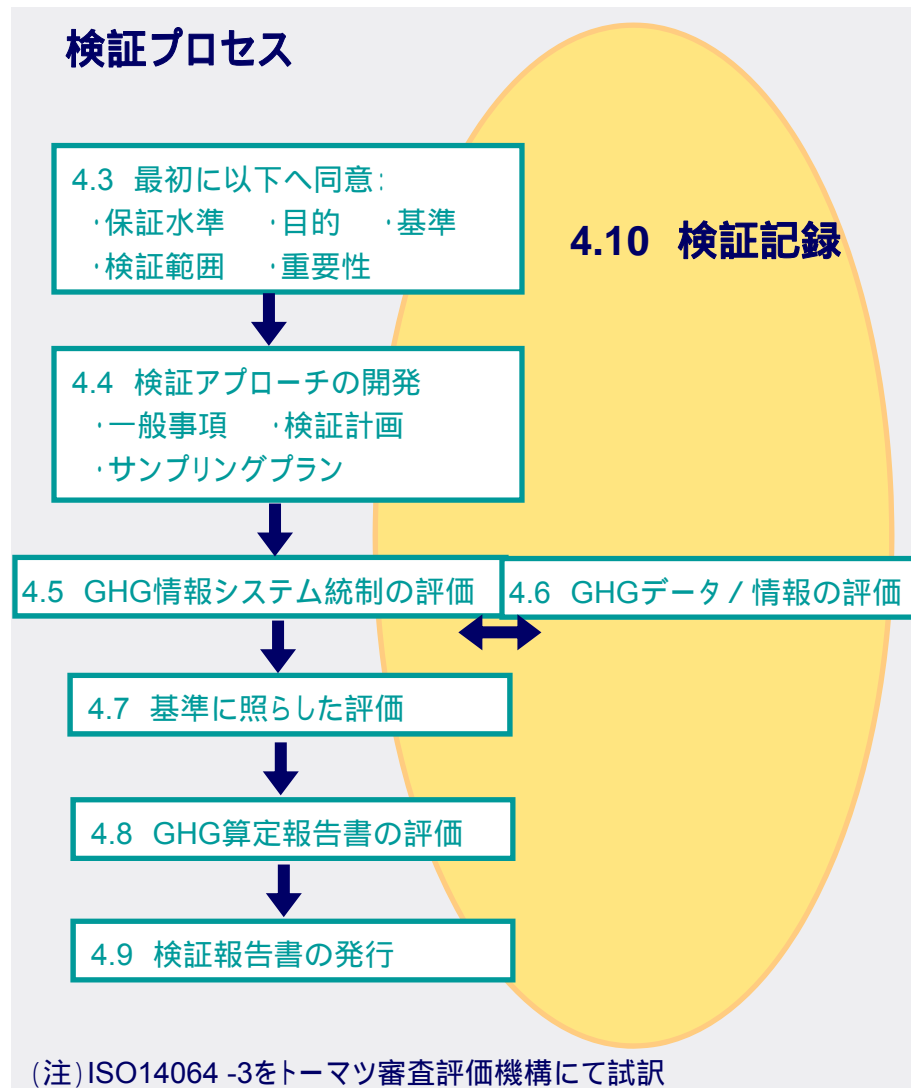 検証プロセス
4.3 最初に以下へ同意:
・保証水準 ・目的 ・基準
・検証範囲 ・重要性
4.10 検証記録
4.4 検証アプローチの開発
・一般事項 ・検証計画
・サンプリングプラン
4.5 GHG情報システム統制の評価
4.6 GHGデータ/情報の評価
4.7 基準に照らした評価
4.8 GHG算定報告書の評価
4.9 検証報告書の発行
(注)ISO14064 -3をトーマツ審査評価機構にて試訳